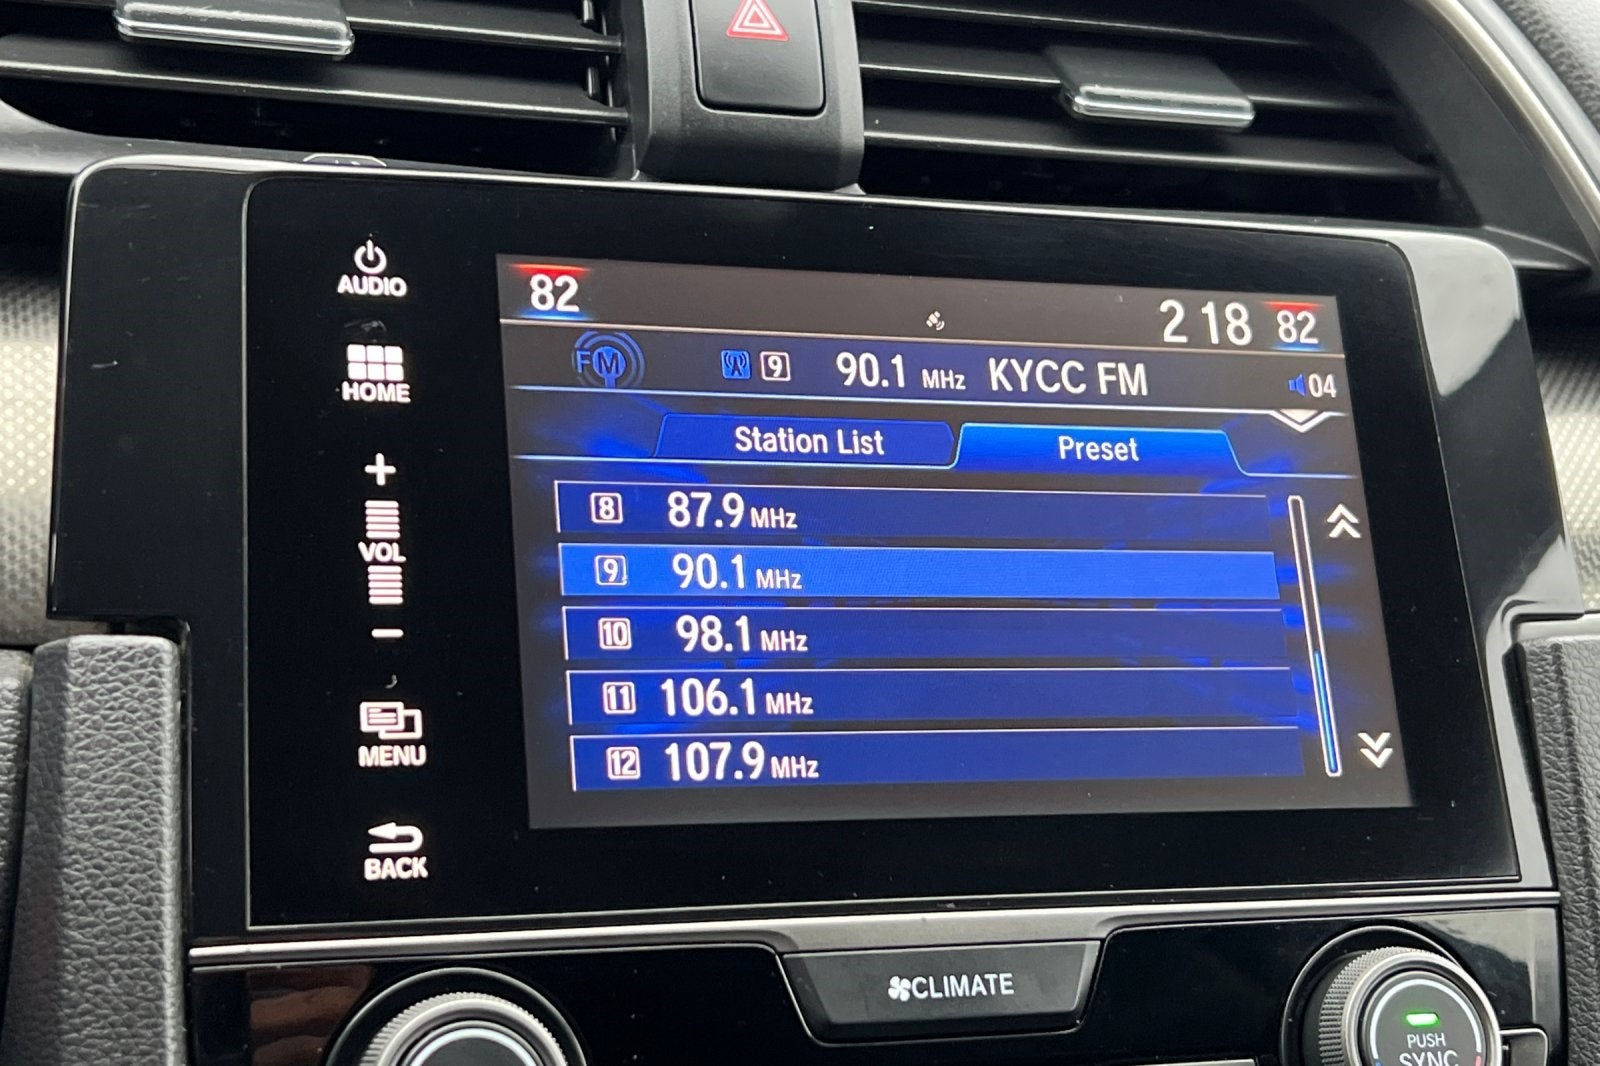 AUDIO
HOME
+
VOL
−
MENU
BACK
82
2 18 82
FM 9 90.1 MHz KYCC FM 04
Station List Preset
8 87.9 MHz
9 90.1 MHz
10 98.1 MHz
11 106.1 MHz
12 107.9 MHz
CLIMATE
PUSH
SYNC